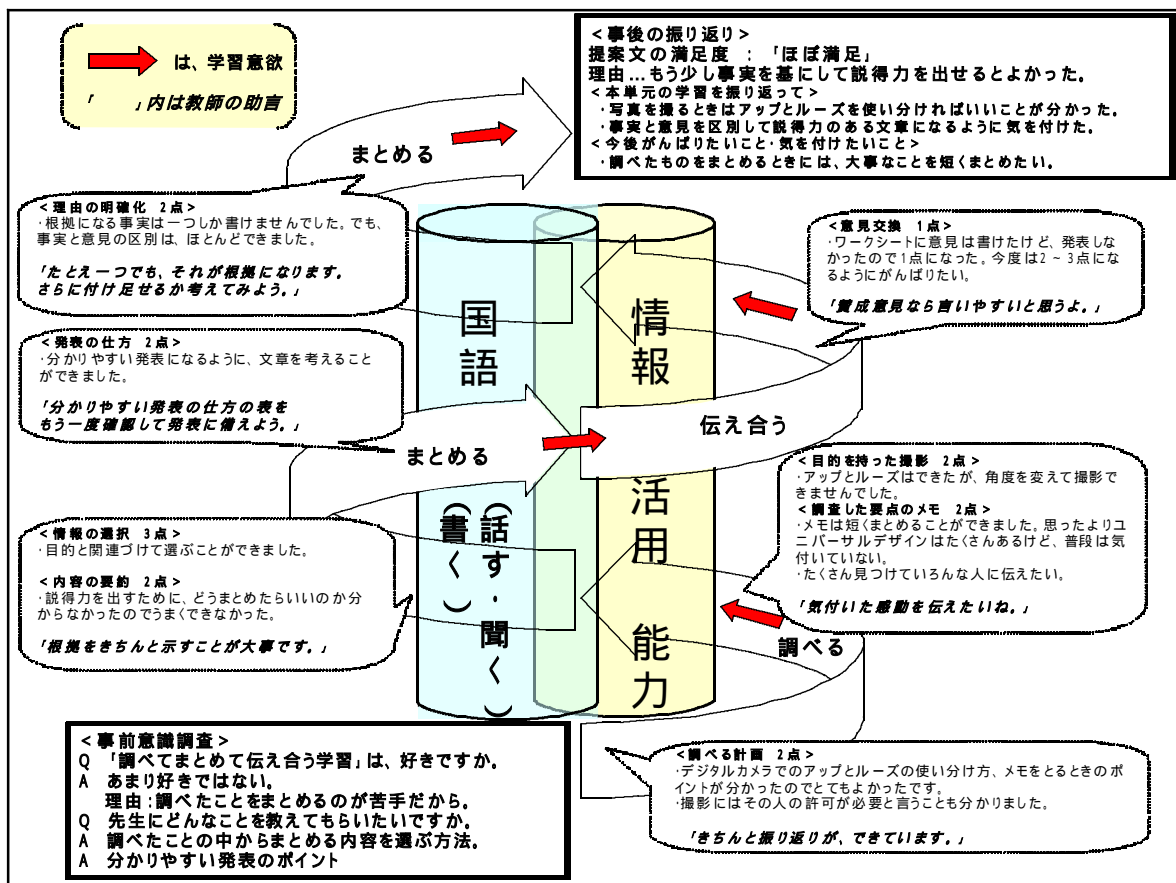 は、学習意欲
「　　」内は教師の助言
＜事後の振り返り＞
提案文の満足度 ： 「ほぼ満足」
理由…もう少し事実を基にして説得力を出せるとよかった。
＜本単元の学習を振り返って＞
・写真を撮るときはアップとルーズを使い分ければいいことが分かった。
・事実と意見を区別して説得力のある文章になるように気を付けた。
＜今後がんばりたいこと・気を付けたいこと＞
・調べたものをまとめるときには、大事なことを短くまとめたい。
まとめる
＜理由の明確化 2点＞
・根拠になる事実は一つしか書けませんでした。でも、
事実と意見の区別は、ほとんどできました。
「たとえ一つでも、それが根拠になります。
さらに付け足せるか考えてみよう。」
＜意見交換 1点＞
・ワークシートに意見は書けたけど、発表しな
かったので1点になった。今度は2～3点にな
るようにがんばりたい。
「賛成意見なら言いやすいと思うよ。」
＜発表の仕方 2点＞
・分かりやすい発表になるように、文章を考えること
ができました。
「分かりやすい発表の仕方の表を
もう一度確認して発表に備えよう。」
国語
（話す・聞く）
（書く）
情報活用能力
伝え合う
まとめる
＜目的を持った撮影 2点＞
・アップとルーズはできたが、角度を変えて撮影で
きませんでした。
＜調査した要点のメモ 2点＞
・メモは短くまとめることができました。思ったよりユ
ニバーサルデザインはたくさんあるけど、普段は気
付いていない。
・たくさん見つけていろんな人に伝えたい。
「気付いた感動を伝えたいね。」
＜情報の選択 3点＞
・目的と関連づけて選ぶことができました。
＜内容の要約 2点＞
・説得力を出すために、どうまとめたらいいのか分
からなかったのでうまくできなかった。
「根拠をきちんと示すことが大事です。」
調べる
＜調べる計画 2点＞
・デジタルカメラでのアップとルーズの使い分け方、メモをとるときのポ
イントが分かったのでとてもよかったです。
・撮影にはその人の許可が必要と言うことも分かりました。
「きちんと振り返りが、できています。」
＜事前意識調査＞
Q 「調べてまとめて伝え合う学習」は、好きですか。
A あまり好きではない。
理由：調べたことをまとめるのが苦手だから。
Q 先生にどんなことを教えてもらいたいですか。
A 調べたことの中からまとめる内容を選ぶ方法。
A 分かりやすい発表のポイント